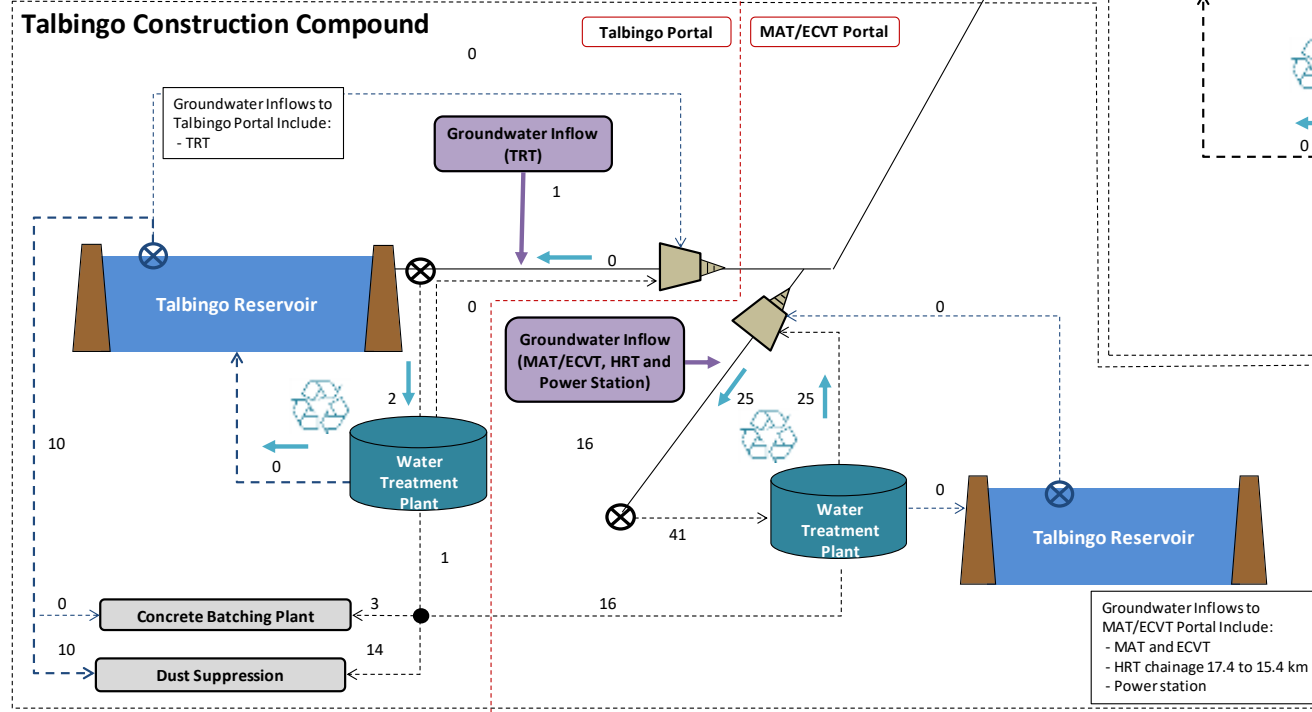 Talbingo Construction Compound
Talbingo Portal
MAT/ECVT Portal
0
Groundwater Inflows to
Talbingo Portal Include:
- TRT
Groundwater Inflow
(TRT)
1
0
0
0
Talbingo Reservoir
0
Groundwater Inflow
(MAT/ECVT, HRT and
Power Station)
2
25
25
10
16
0
Water
Treatment
Plant
0
Water
Treatment
Plant
41
Talbingo Reservoir
1
0
Concrete Batching Plant
3
16
10
Dust Suppression
14
Groundwater Inflows to
MAT/ECVT Portal Include:
- MAT and ECVT
- HRT chainage 17.4 to 15.4 km
- Power station